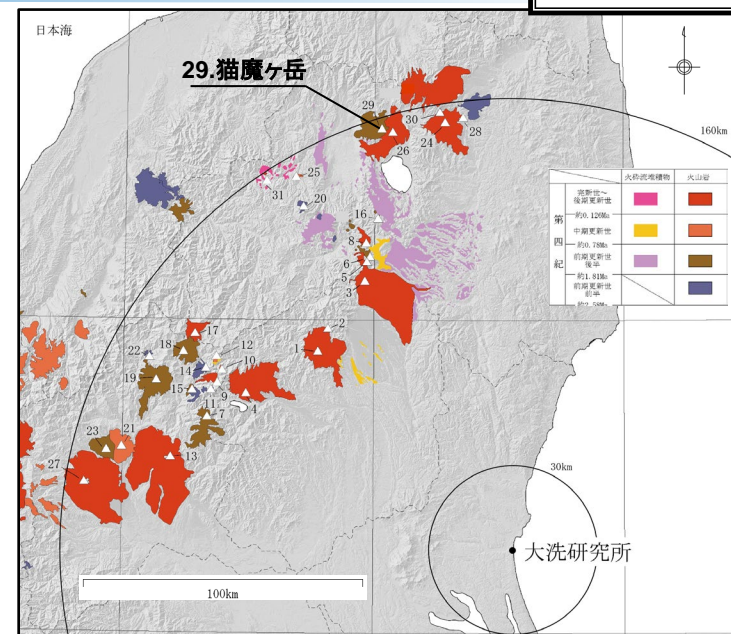 日本海
29.猫魔ヶ岳
160km
29
30
24
28
26
25
31
20
16
8
6
5
3
火砕流堆積物
火山岩
完新世~
後期更新世
約0.126Ma
第四紀
中期更新世
約0.78Ma
前期更新世
後半
約1.81Ma
前期更新世
前半
約2.58Ma
2
17
1
18
12
22
14
10
19
15
9
4
11
7
23
21
13
27
30km
大洗研究所
100km